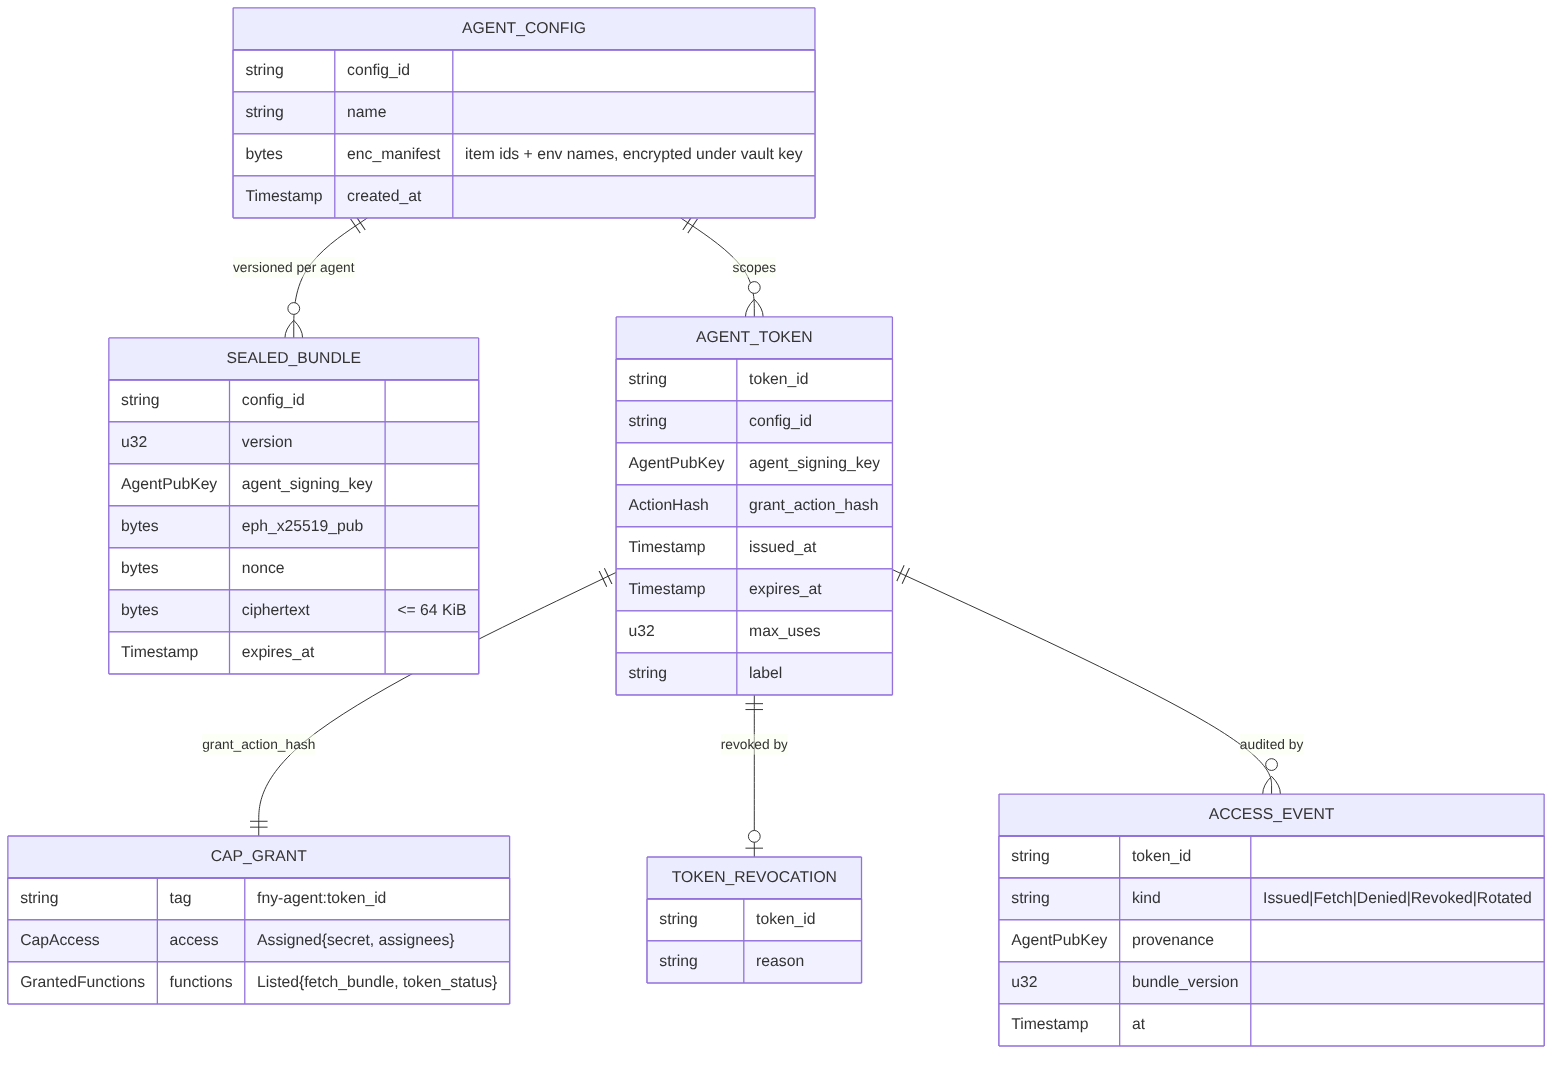 AGENT_CONFIG
string config_id
string name
bytes enc_manifest item ids + env names, encrypted under vault key
Timestamp created_at
versioned per agent
scopes
SEALED_BUNDLE
string config_id
u32 version
AgentPubKey agent_signing_key
bytes eph_x25519_pub
bytes nonce
bytes ciphertext <= 64 KiB
Timestamp expires_at
AGENT_TOKEN
string token_id
string config_id
AgentPubKey agent_signing_key
ActionHash grant_action_hash
Timestamp issued_at
Timestamp expires_at
u32 max_uses
string label
grant_action_hash
revoked by
audited by
CAP_GRANT
string tag fny-agent:token_id
CapAccess access Assigned{secret, assignees}
GrantedFunctions functions Listed{fetch_bundle, token_status}
TOKEN_REVOCATION
string token_id
string reason
ACCESS_EVENT
string token_id
string kind Issued|Fetch|Denied|Revoked|Rotated
AgentPubKey provenance
u32 bundle_version
Timestamp at